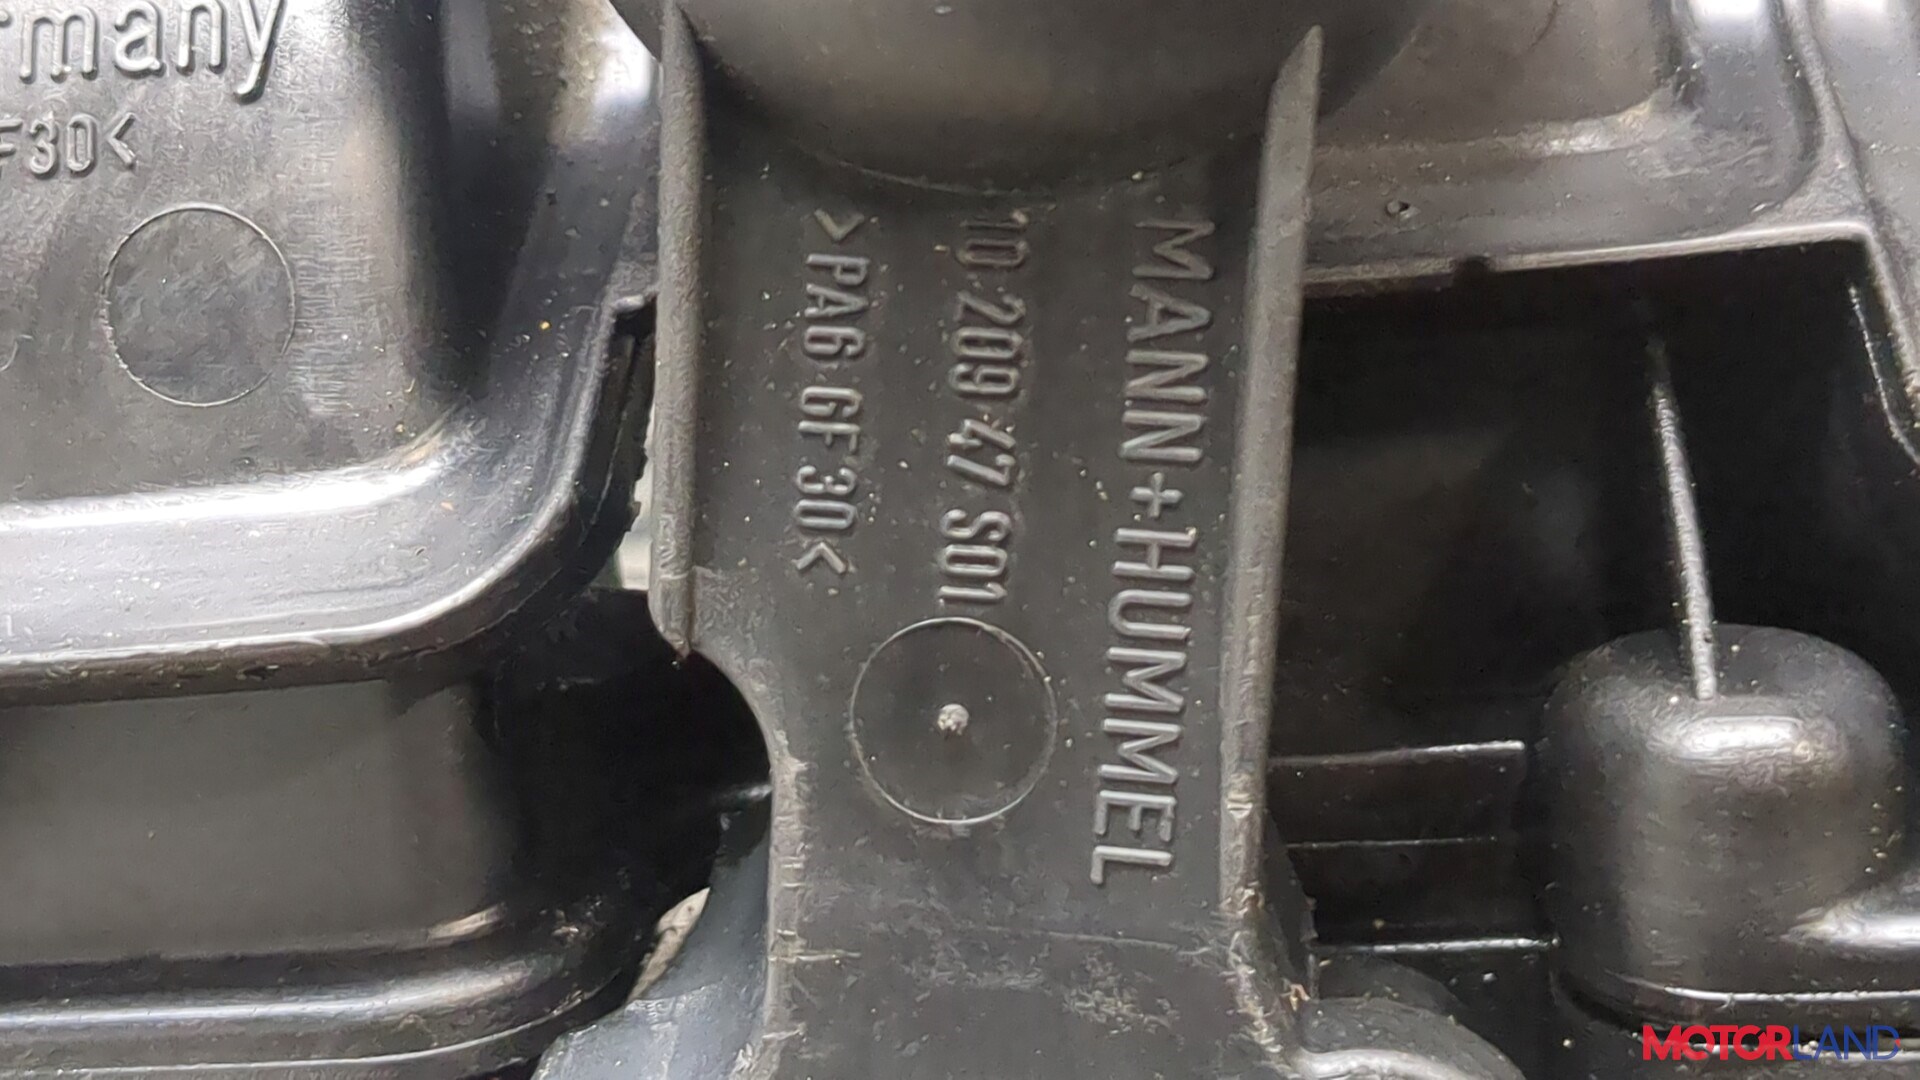 rmany
F30<
MANN+HUMMEL
10 209 47 S01
>PA6 GF 30<
MOTORLAND